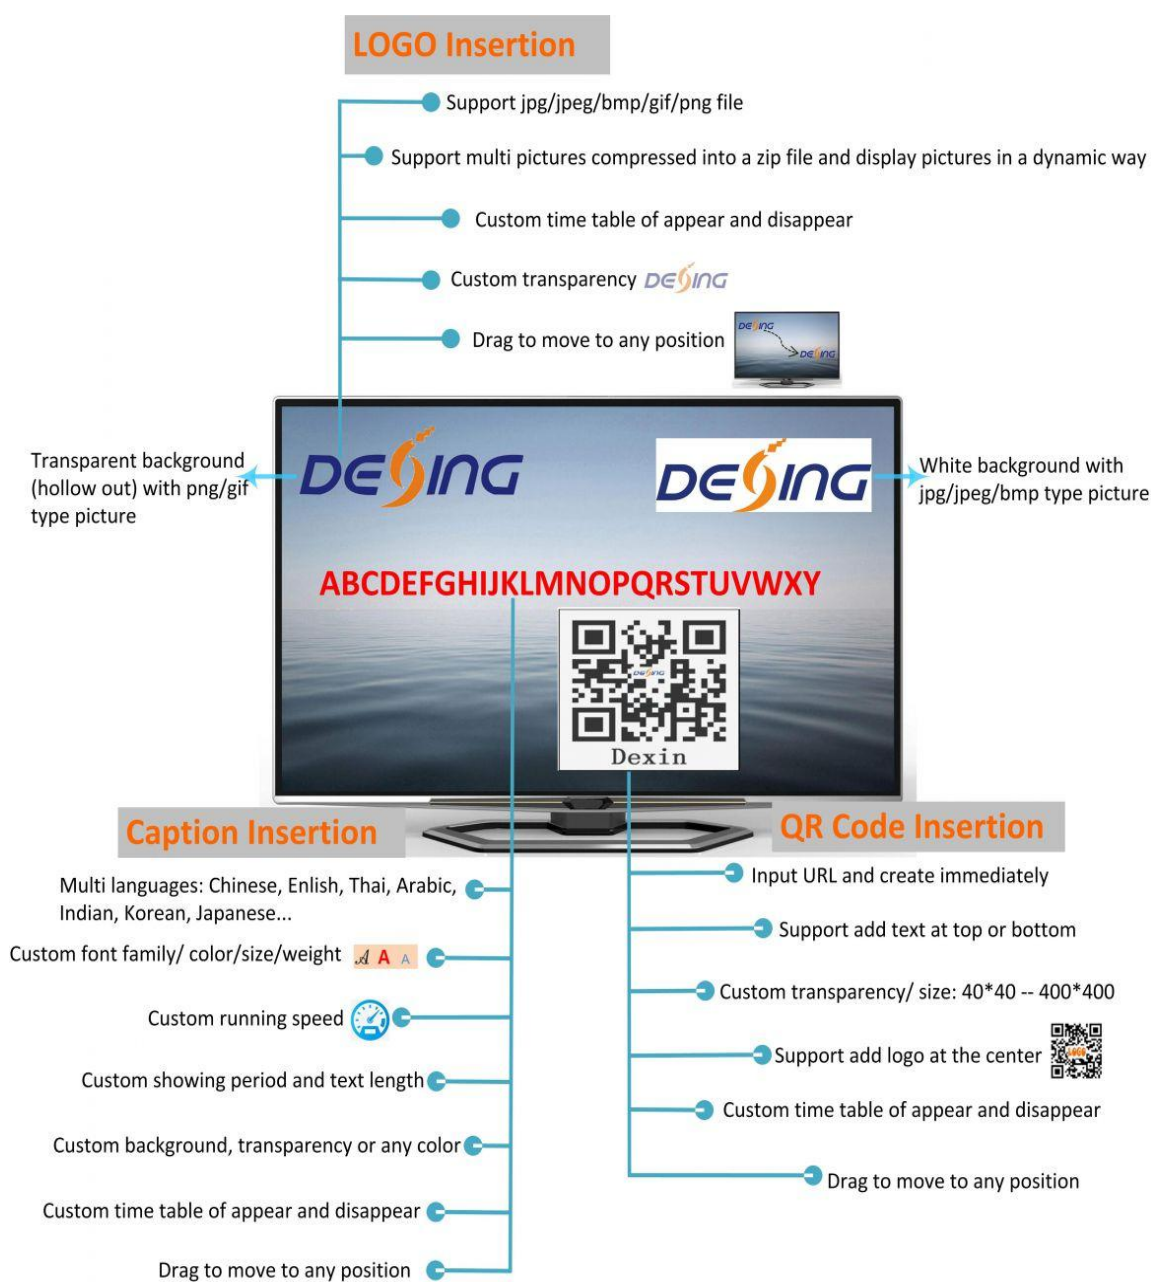 LOGO Insertion
Support jpg/jpeg/bmp/gif/png file
Support multi pictures compressed into a zip file and display pictures in a dynamic way
Custom time table of appear and disappear
Custom transparency DESING
Drag to move to any position
DESING
DESING
Transparent background
(hollow out) with png/gif
type picture
DESING
DESING
White background with
jpg/jpeg/bmp type picture
ABCDEFGHIJKLMNOPQRSTUVWXY
DESING
Dexin
Caption Insertion
Multi languages: Chinese, Enlish, Thai, Arabic,
Indian, Korean, Japanese...
Custom font family/ color/size/weight A A A
Custom running speed
Custom showing period and text length
Custom background, transparency or any color
Custom time table of appear and disappear
Drag to move to any position
QR Code Insertion
Input URL and create immediately
Support add text at top or bottom
Custom transparency/ size: 40*40 -- 400*400
Support add logo at the center LOGO
Custom time table of appear and disappear
Drag to move to any position